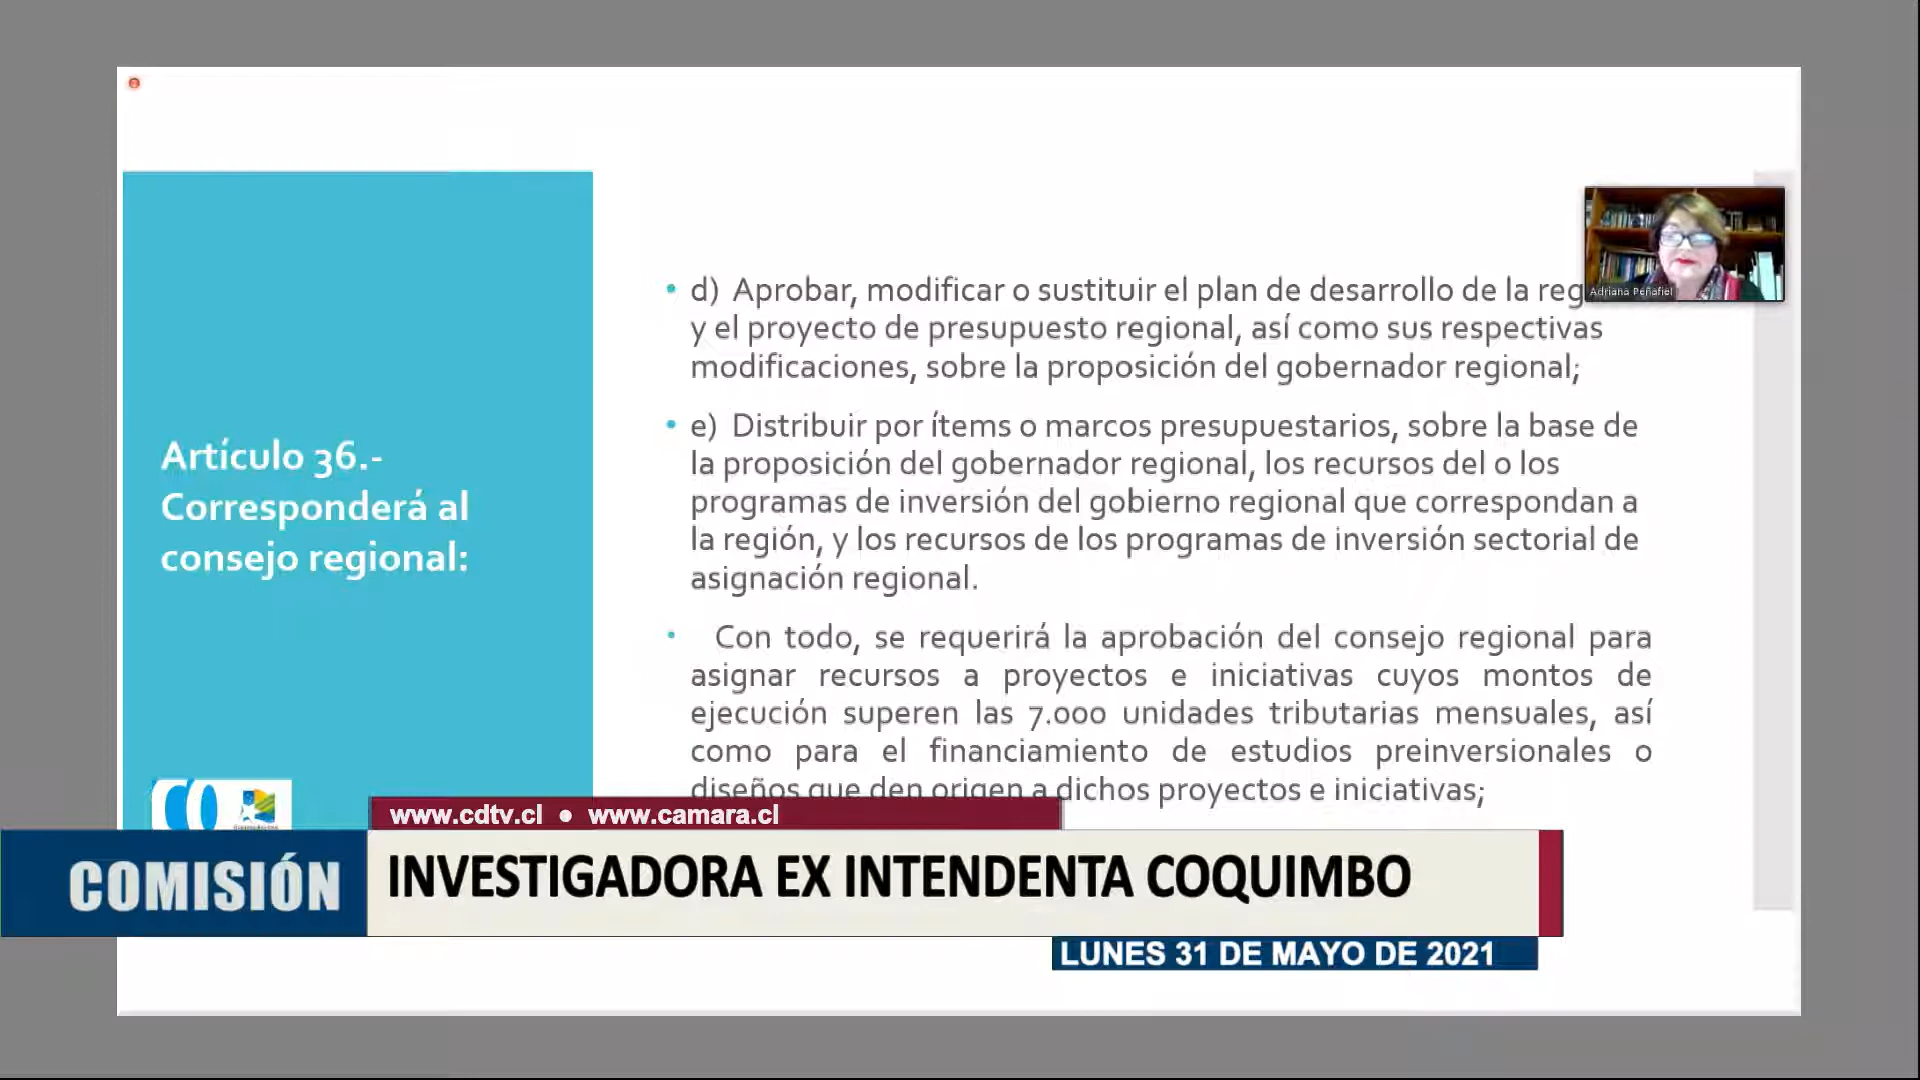 d) Aprobar, modificar o sustituir el plan de desarrollo de la reg
y el proyecto de presupuesto regional, así como sus respectivas
modificaciones, sobre la proposición del gobernador regional;
e) Distribuir por ítems o marcos presupuestarios, sobre la base de
la proposición del gobernador regional, los recursos del o los
programas de inversión del gobierno regional que correspondan a
la región, y los recursos de los programas de inversión sectorial de
asignación regional.
Con todo, se requerirá la aprobación del consejo regional para
asignar recursos a proyectos e iniciativas cuyos montos de
ejecución superen las 7.000 unidades tributarias mensuales, así
como para el financiamiento de estudios preinversionales o
diseños que den origen a dichos proyectos e iniciativas;
Artículo 36.-
Corresponderá al
consejo regional:
Adriana Peñafiel
CO
www.cdtv.cl • www.camara.cl
COMISIÓN
INVESTIGADORA EX INTENDENTA COQUIMBO
LUNES 31 DE MAYO DE 2021